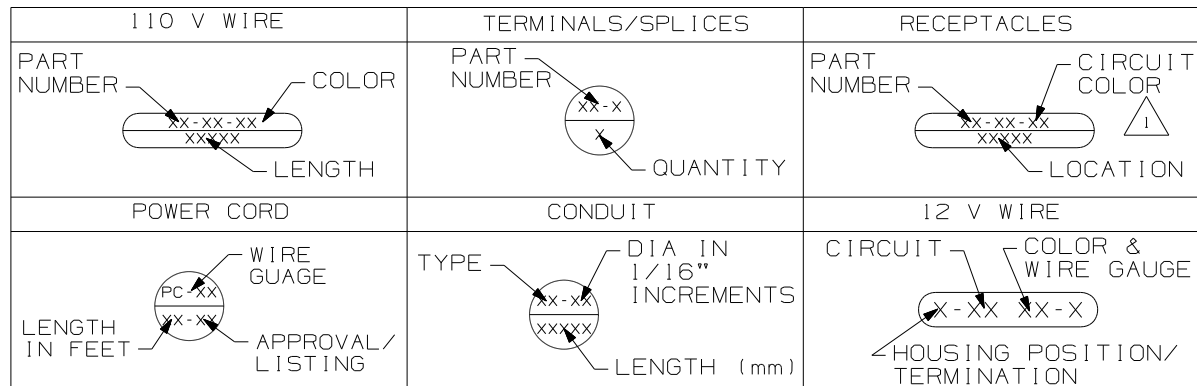 110 V WIRE
PART
NUMBER
COLOR
XX-XX-XX
XXXXX
LENGTH
TERMINALS/SPLICES
PART
NUMBER
XX-X
X
QUANTITY
RECEPTACLES
PART
NUMBER
CIRCUIT
COLOR
1
XX-XX-XX
XXXXX
LOCATION
POWER CORD
WIRE
GUAGE
PC-XX
XX-XX
LENGTH
IN FEET
APPROVAL/
LISTING
CONDUIT
TYPE
DIA IN
1/16"
INCREMENTS
XX-XX
XXXXX
LENGTH (mm)
12 V WIRE
CIRCUIT
COLOR &
WIRE GAUGE
X-XX XX-X
HOUSING POSITION/
TERMINATION